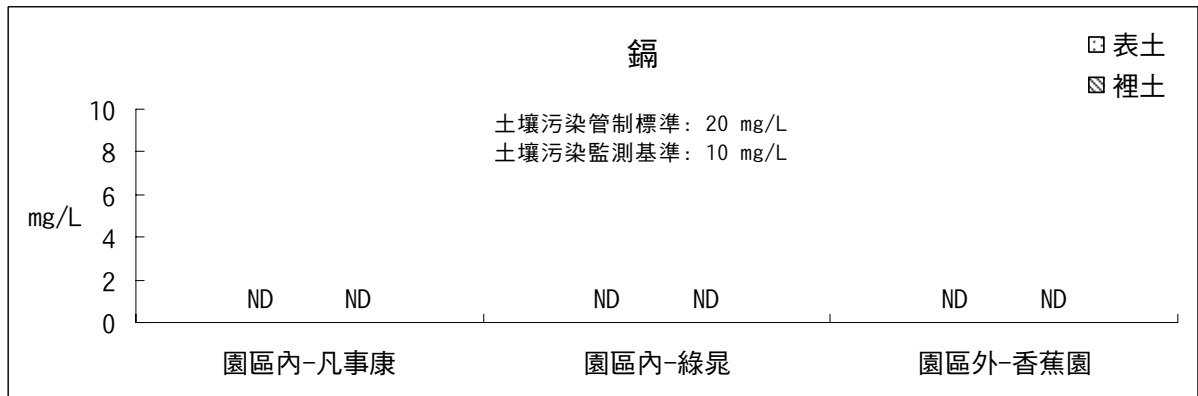 鎘
表土
裡土
土壤污染管制標準: 20 mg/L
土壤污染監測基準: 10 mg/L
mg/L
10
8
6
4
2
0
ND ND ND ND ND ND
園區內-凡事康 園區內-綠晁 園區外-香蕉園